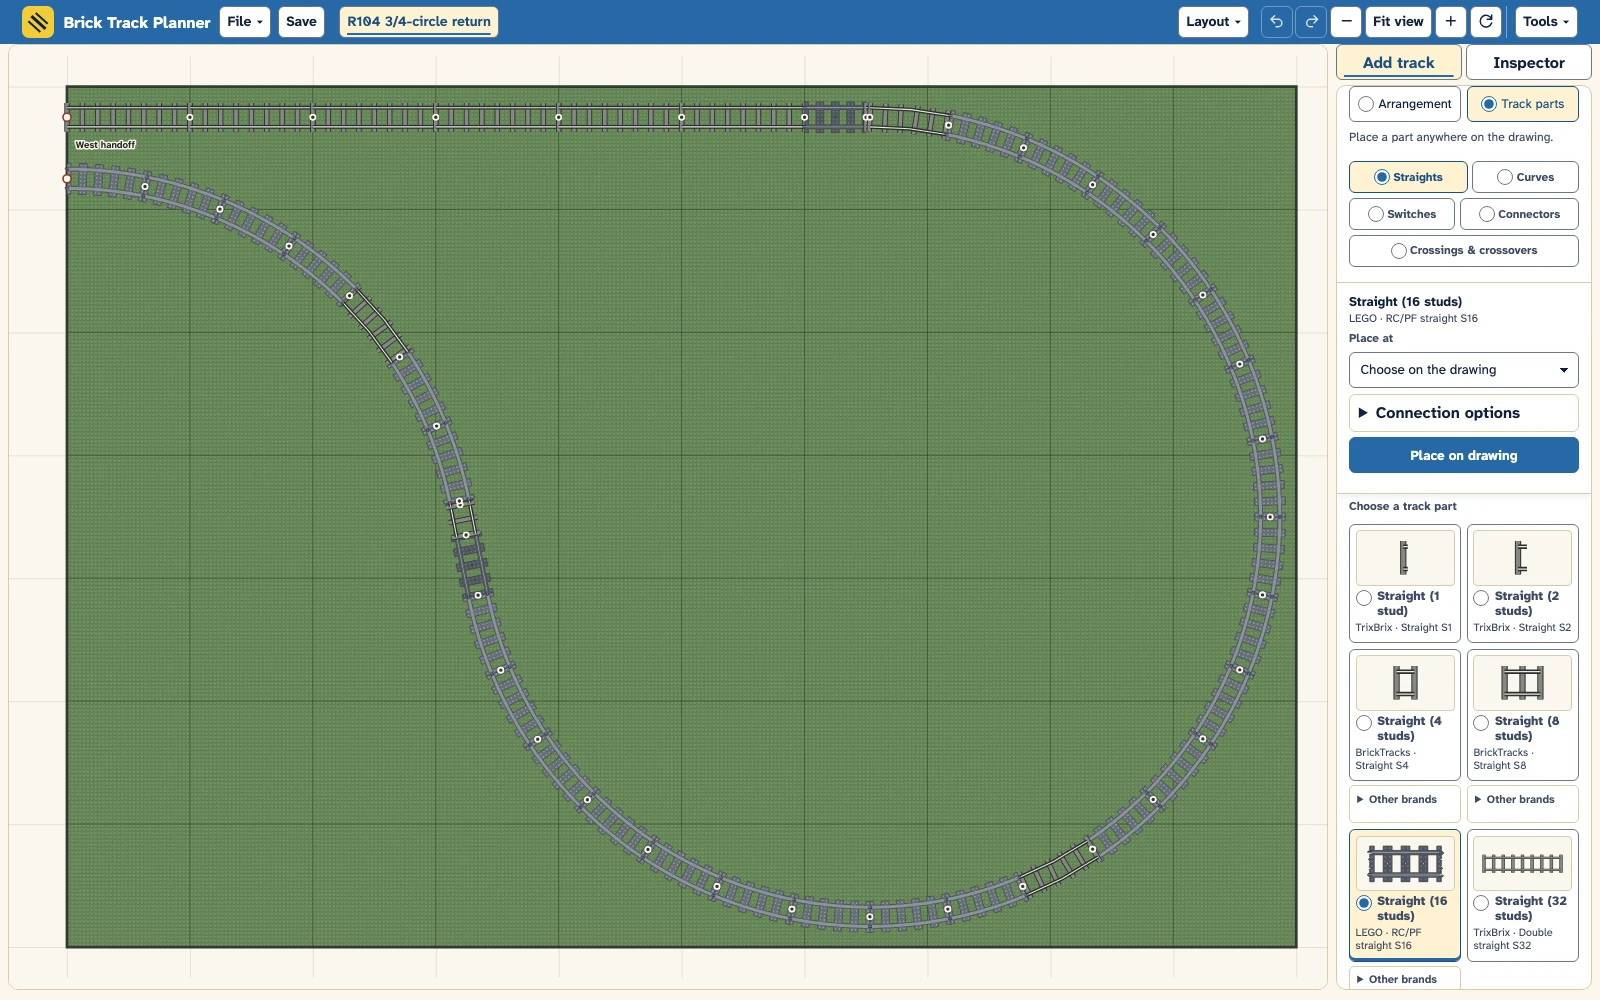 Brick Track Planner
File
Save
R104 3/4-circle return
Layout
Fit view
Tools
Add track
Inspector
Arrangement
Track parts
Place a part anywhere on the drawing.
Straights
Curves
Switches
Connectors
Crossings & crossovers
Straight (16 studs)
LEGO · RC/PF straight S16
Place at
Choose on the drawing
Connection options
Place on drawing
Choose a track part
Straight (1
stud)
TrixBrix · Straight S1
Straight (2
studs)
TrixBrix · Straight S2
Straight (4
studs)
BrickTracks ·
Straight S4
Straight (8
studs)
BrickTracks ·
Straight S8
Other brands
Other brands
Straight (16
studs)
LEGO · RC/PF
straight S16
Straight (32
studs)
TrixBrix · Double
straight S32
Other brands
West handoff